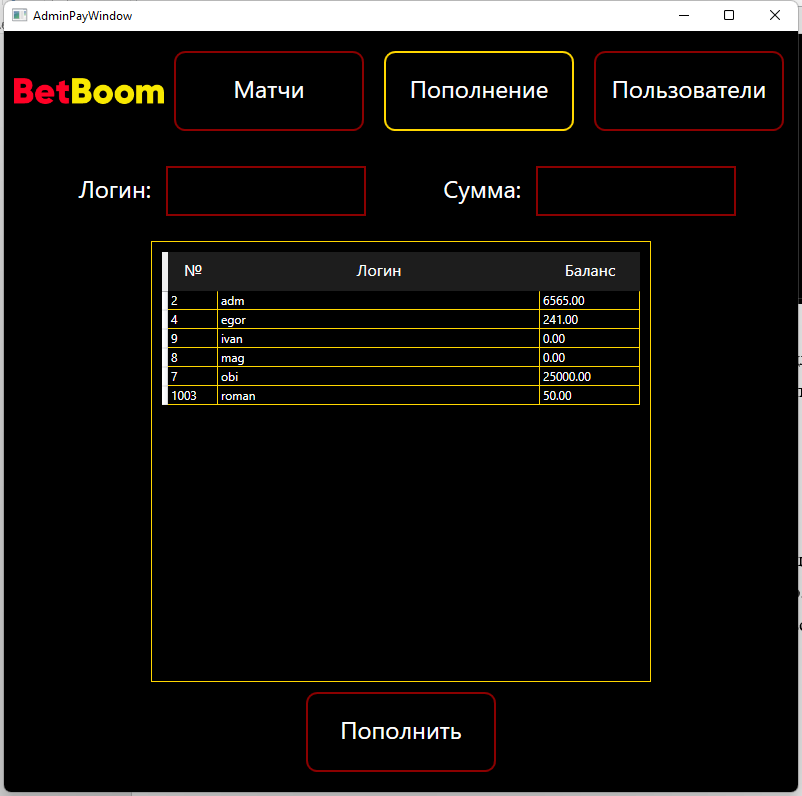 AdminPayWindow
BetBoom
Матчи
Пополнение
Пользователи
Логин:
Сумма:
№ Логин Баланс
2 adm 6565.00
4 egor 241.00
9 ivan 0.00
8 mag 0.00
7 obi 25000.00
1003 roman 50.00
Пополнить